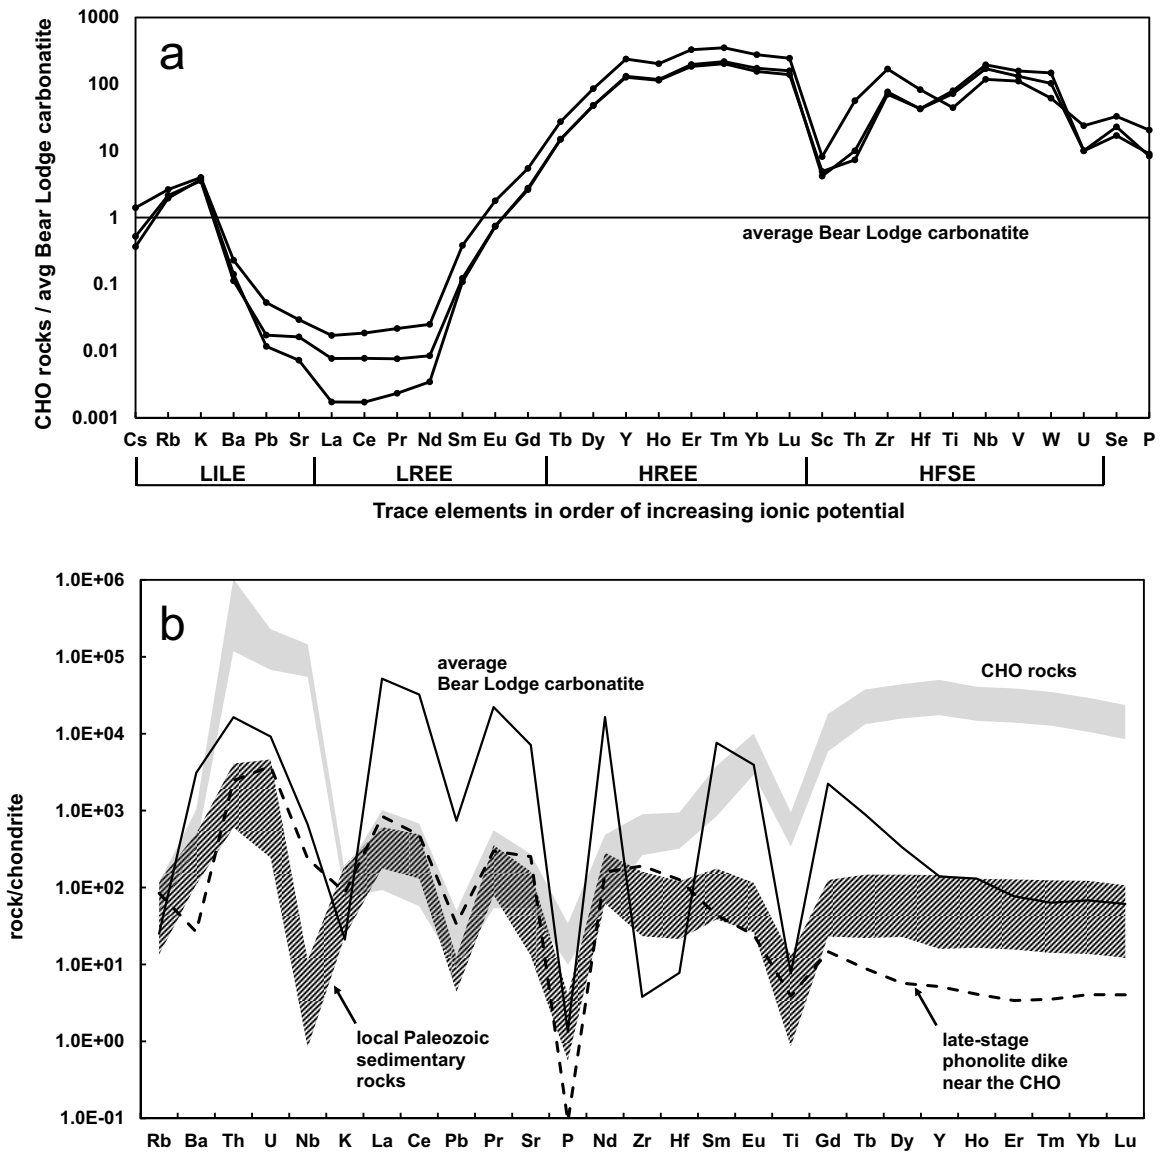 a
CHO rocks / avg Bear Lodge carbonatite
1000
100
10
1
0.1
0.01
0.001
average Bear Lodge carbonatite
Cs Rb K Ba Pb Sr La Ce Pr Nd Sm Eu Gd Tb Dy Y Ho Er Tm Yb Lu Sc Th Zr Hf Ti Nb V W U Se P
LILE LREE HREE HFSE
Trace elements in order of increasing ionic potential
b
rock/chondrite
1.0E+06
1.0E+05
1.0E+04
1.0E+03
1.0E+02
1.0E+01
1.0E+00
1.0E-01
average
Bear Lodge carbonatite
CHO rocks
local Paleozoic
sedimentary
rocks
late-stage
phonolite dike
near the CHO
Rb Ba Th U Nb K La Ce Pb Pr Sr P Nd Zr Hf Sm Eu Ti Gd Tb Dy Y Ho Er Tm Yb Lu